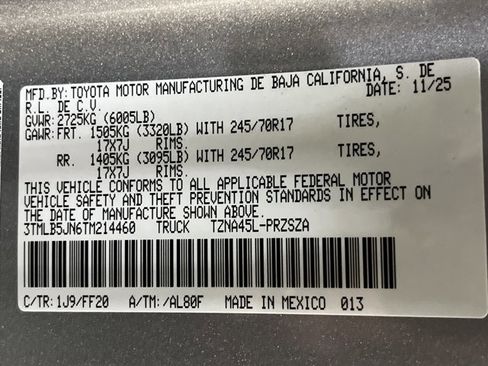 MFD.BY:TOYOTA MOTOR MANUFACTURING DE BAJA CALIFORNIA, S. DE
R.L. DE C.V. DATE: 11/25
GVWR:2725KG (6005LB)
GAWR:FRT. 1505KG (3320LB) WITH 245/70R17 TIRES,
17X7J RIMS.
RR. 1405KG (3095LB) WITH 245/70R17 TIRES,
17X7J RIMS.
THIS VEHICLE CONFORMS TO ALL APPLICABLE FEDERAL MOTOR
VEHICLE SAFETY AND THEFT PREVENTION STANDARDS IN EFFECT ON
THE DATE OF MANUFACTURE SHOWN ABOVE.
3TMLB5JN6TM214460 TRUCK TZNA45L-PRZSZA
C/TR: 1J9/FF20 A/TM: /AL80F MADE IN MEXICO 013